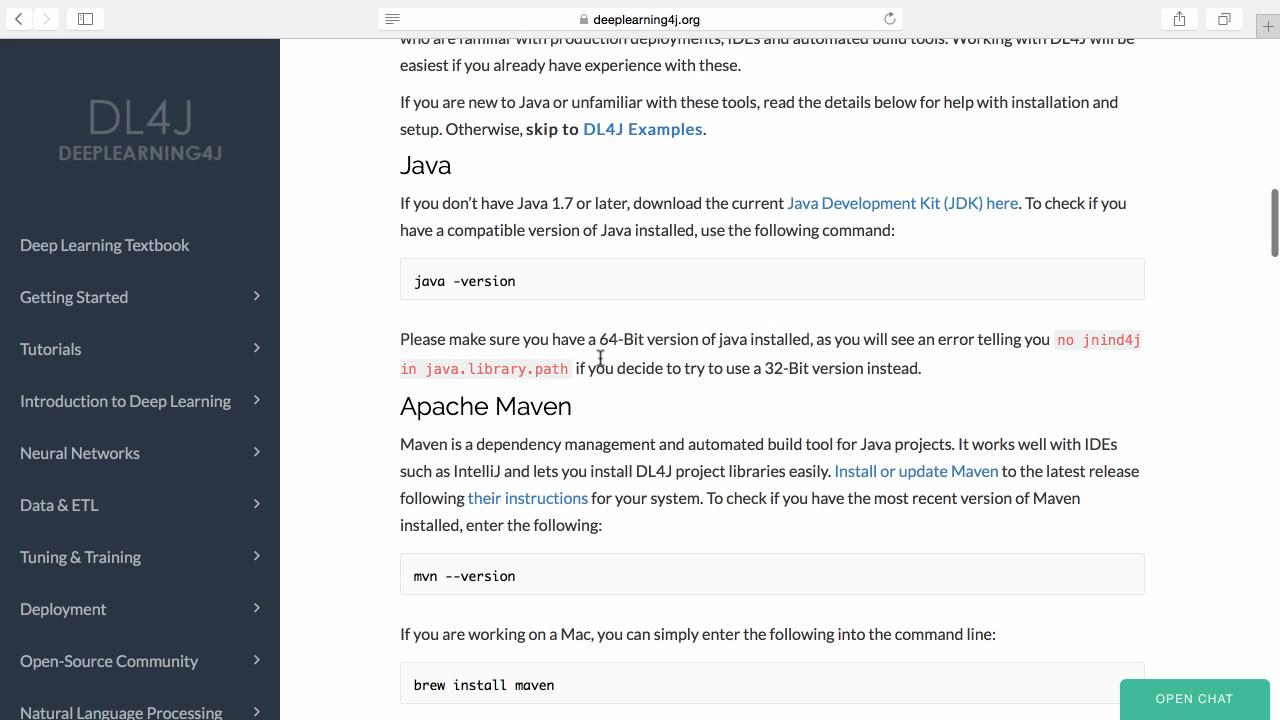 deeplearning4j.org
DL4J
DEEPLEARNING4J
Deep Learning Textbook
Getting Started
Tutorials
Introduction to Deep Learning
Neural Networks
Data & ETL
Tuning & Training
Deployment
Open-Source Community
Natural Language Processing
who are familiar with production deployments, IDEs and automated build tools. Working with DL4J will be
easiest if you already have experience with these.
If you are new to Java or unfamiliar with these tools, read the details below for help with installation and
setup. Otherwise, skip to DL4J Examples.
Java
If you don’t have Java 1.7 or later, download the current Java Development Kit (JDK) here. To check if you
have a compatible version of Java installed, use the following command:
java -version
Please make sure you have a 64-Bit version of java installed, as you will see an error telling you no jnind4j
in java.library.path if you decide to try to use a 32-Bit version instead.
Apache Maven
Maven is a dependency management and automated build tool for Java projects. It works well with IDEs
such as IntelliJ and lets you install DL4J project libraries easily. Install or update Maven to the latest release
following their instructions for your system. To check if you have the most recent version of Maven
installed, enter the following:
mvn --version
If you are working on a Mac, you can simply enter the following into the command line:
brew install maven
OPEN CHAT